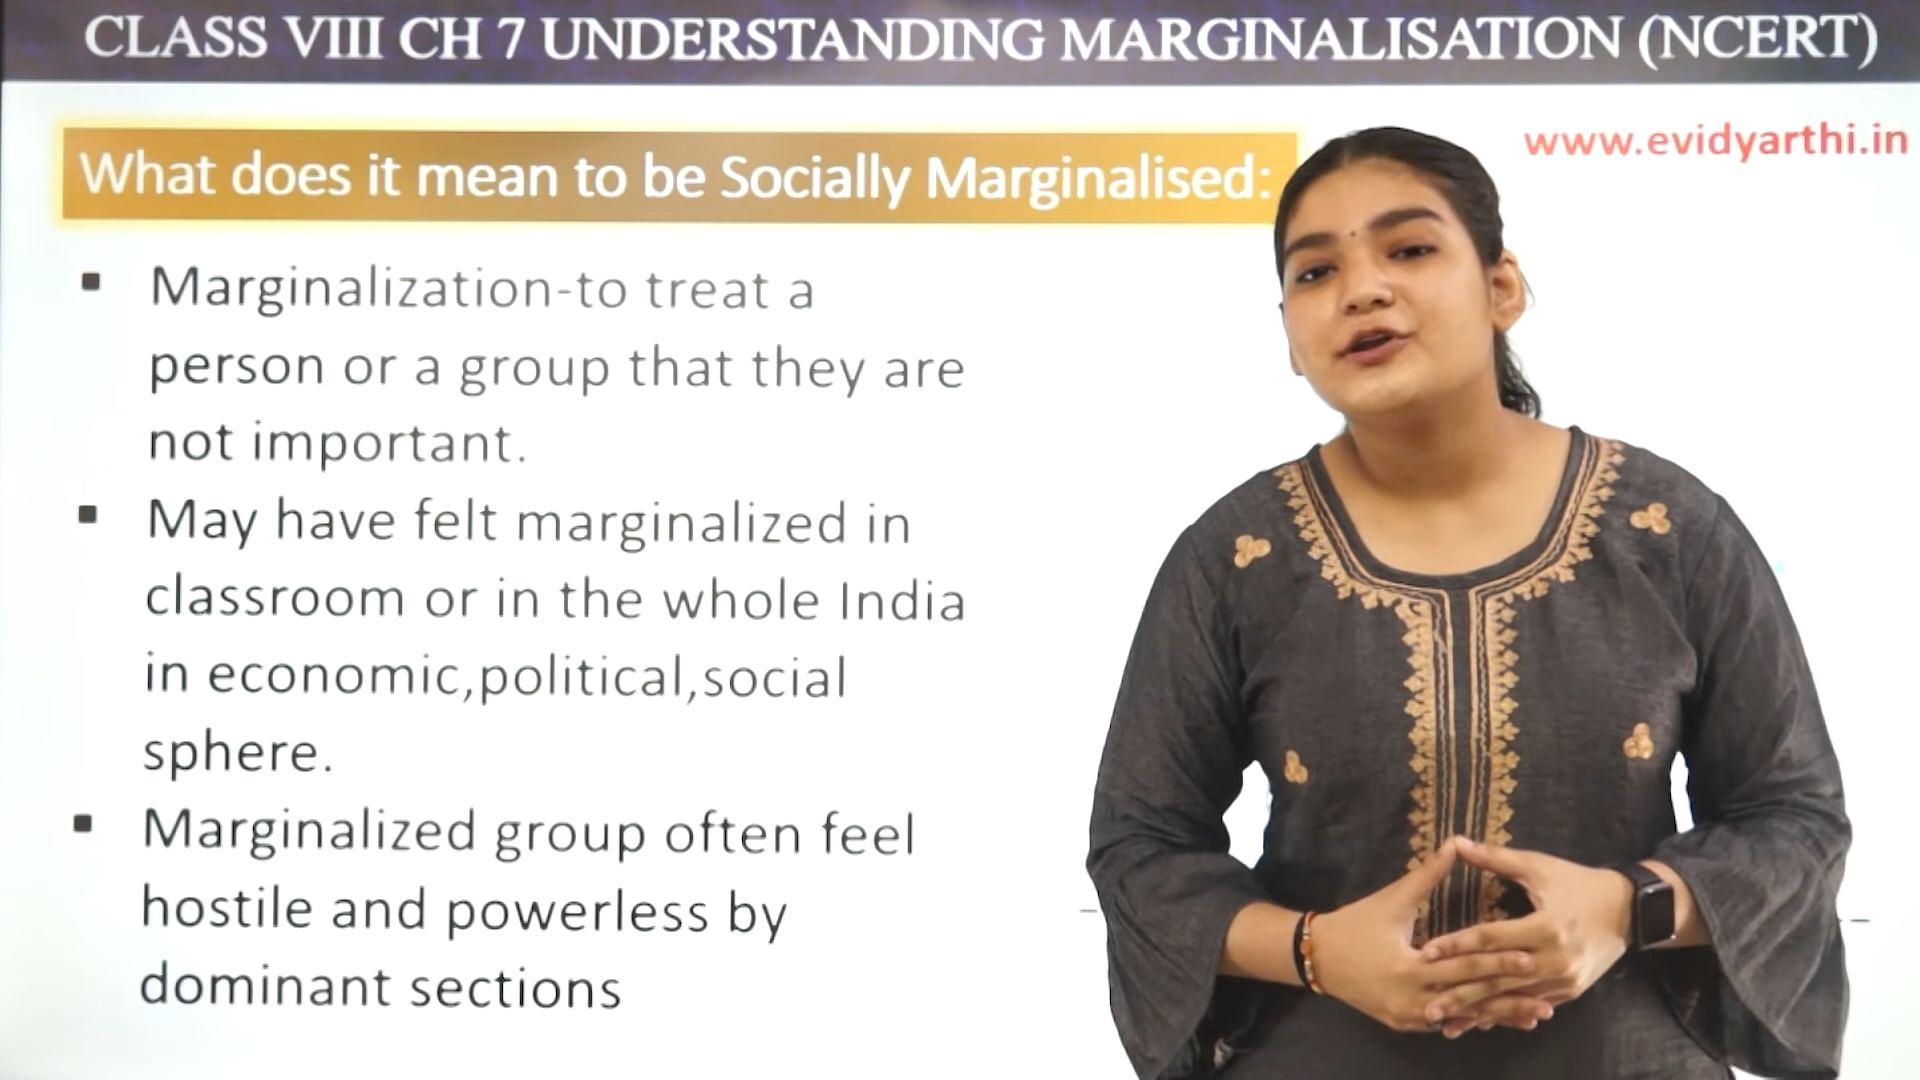 CLASS VIII CH 7 UNDERSTANDING MARGINALISATION (NCERT)
www.evidyarthi.in
What does it mean to be Socially Marginalised:
▪ Marginalization-to treat a
person or a group that they are
not important.
▪ May have felt marginalized in
classroom or in the whole India
in economic,political,social
sphere.
▪ Marginalized group often feel
hostile and powerless by
dominant sections